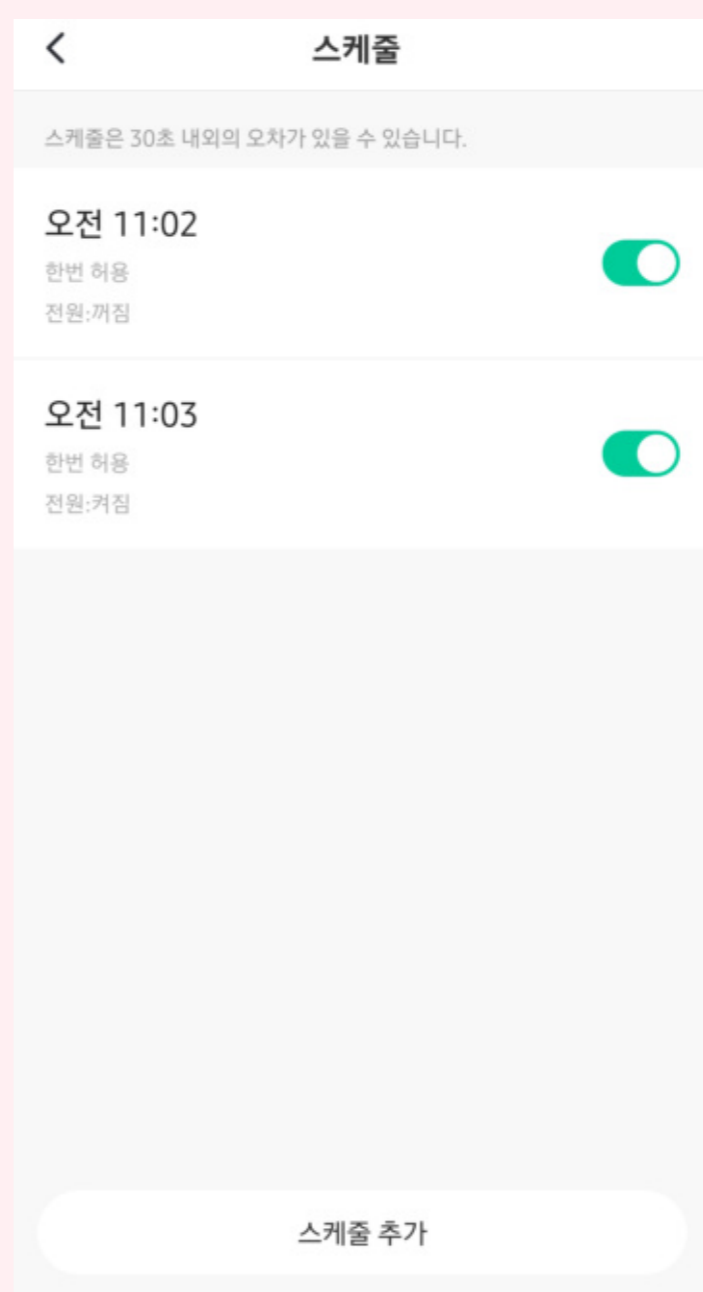 스케줄
스케줄은 30초 내외의 오차가 있을 수 있습니다.
오전 11:02
한번 허용
전원:꺼짐
오전 11:03
한번 허용
전원:켜짐
스케줄 추가